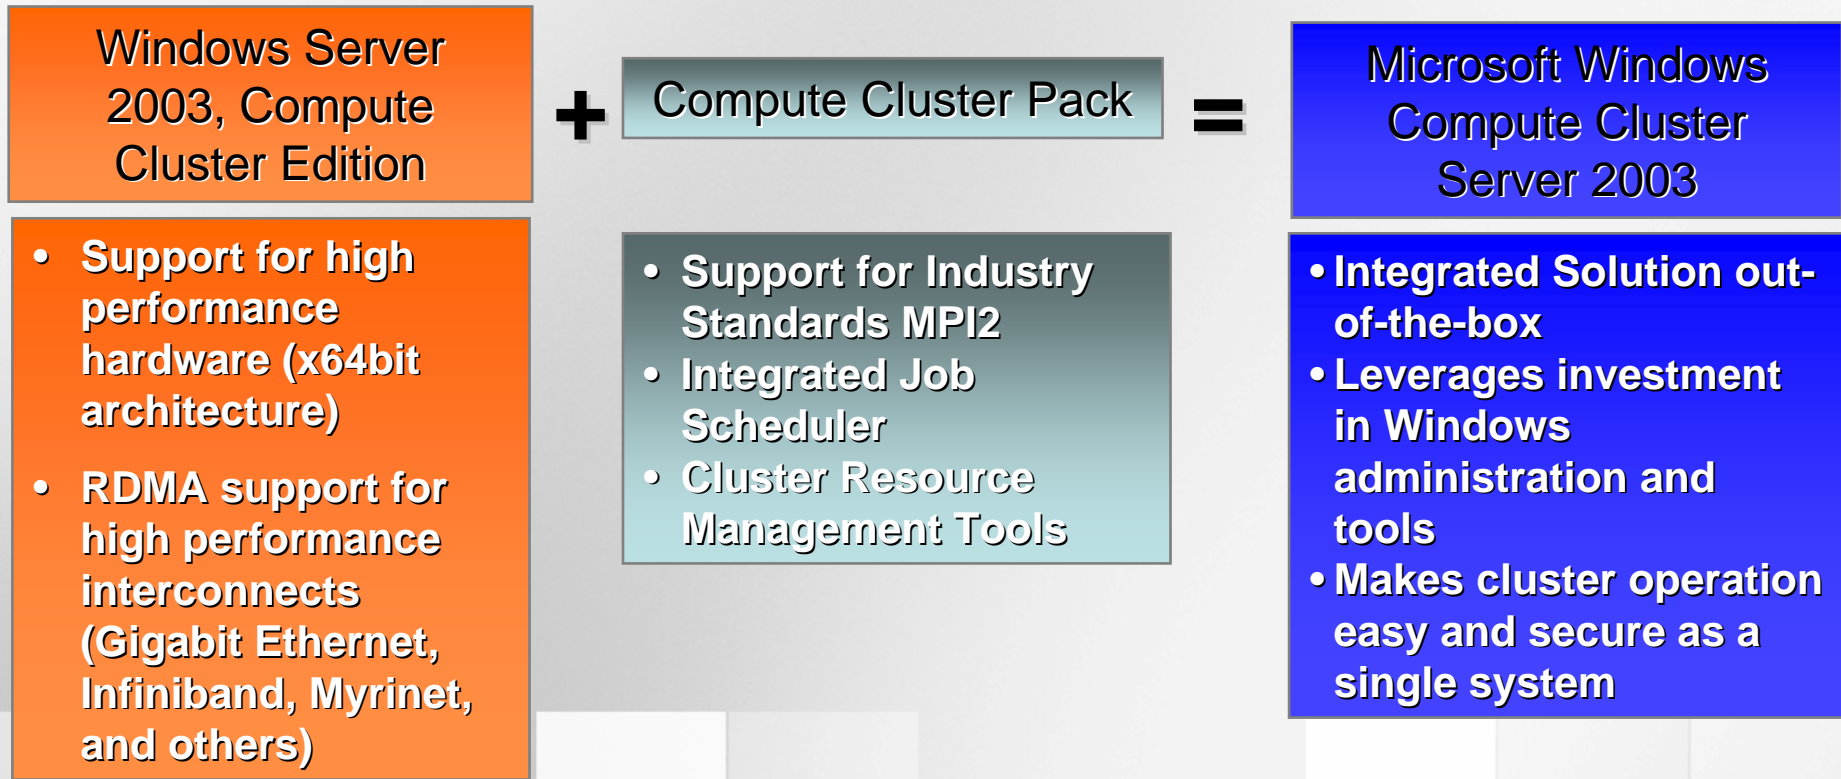 Windows Server
2003, Compute
Cluster Edition
+
Compute Cluster Pack
=
Microsoft Windows
Compute Cluster
Server 2003
• Support for high
performance
hardware (x64bit
architecture)
• RDMA support for
high performance
interconnects
(Gigabit Ethernet,
Infiniband, Myrinet,
and others)
• Support for Industry
Standards MPI2
• Integrated Job
Scheduler
• Cluster Resource
Management Tools
• Integrated Solution out-
of-the-box
• Leverages investment
in Windows
administration and
tools
• Makes cluster operation
easy and secure as a
single system